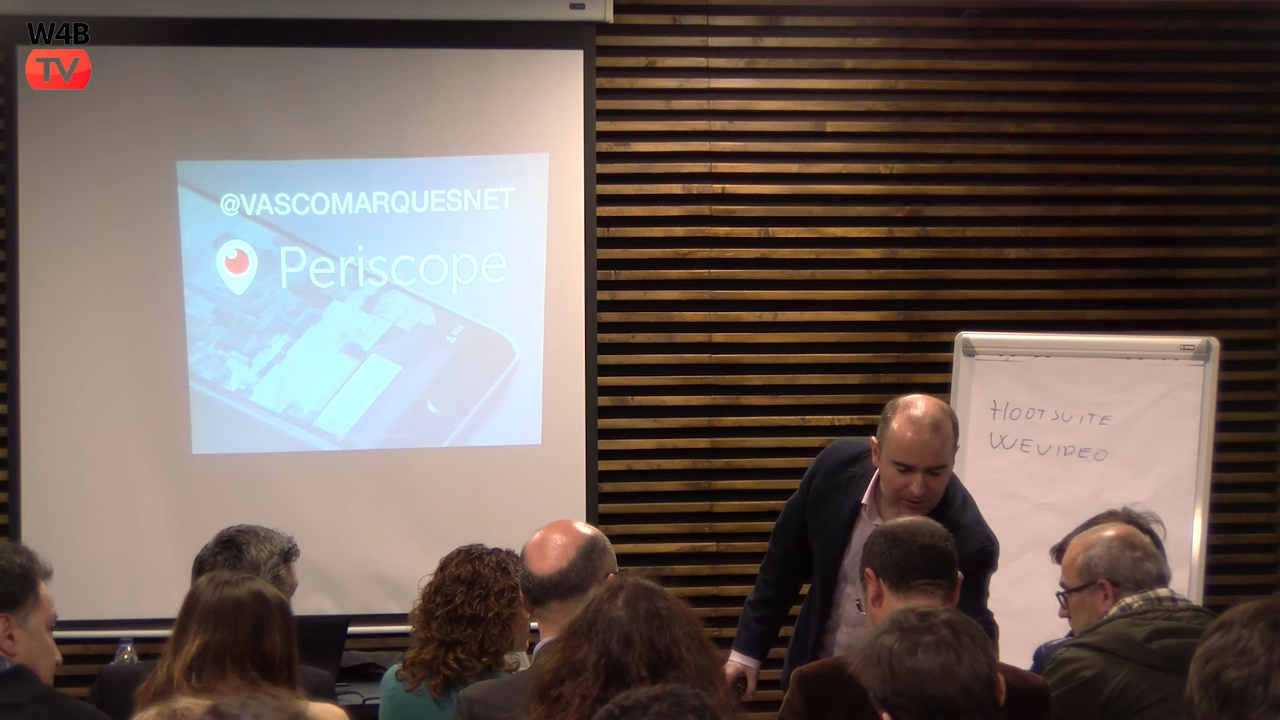 W4B
TV
@VASCOMARQUESNET
Periscope
HOOTSUITE
WEVIDEO